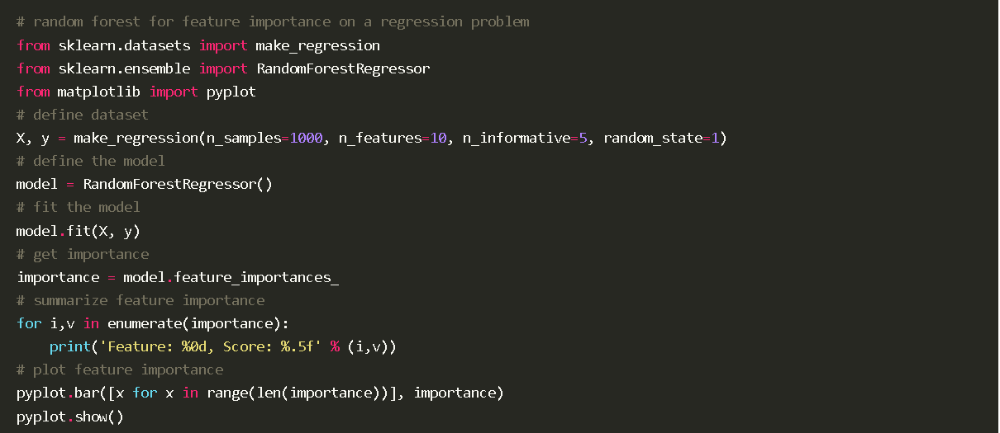 # random forest for feature importance on a regression problem
from sklearn.datasets import make_regression
from sklearn.ensemble import RandomForestRegressor
from matplotlib import pyplot
# define dataset
X, y = make_regression(n_samples=1000, n_features=10, n_informative=5, random_state=1)
# define the model
model = RandomForestRegressor()
# fit the model
model.fit(X, y)
# get importance
importance = model.feature_importances_
# summarize feature importance
for i,v in enumerate(importance):
    print('Feature: %0d, Score: %.5f' % (i,v))
# plot feature importance
pyplot.bar([x for x in range(len(importance))], importance)
pyplot.show()